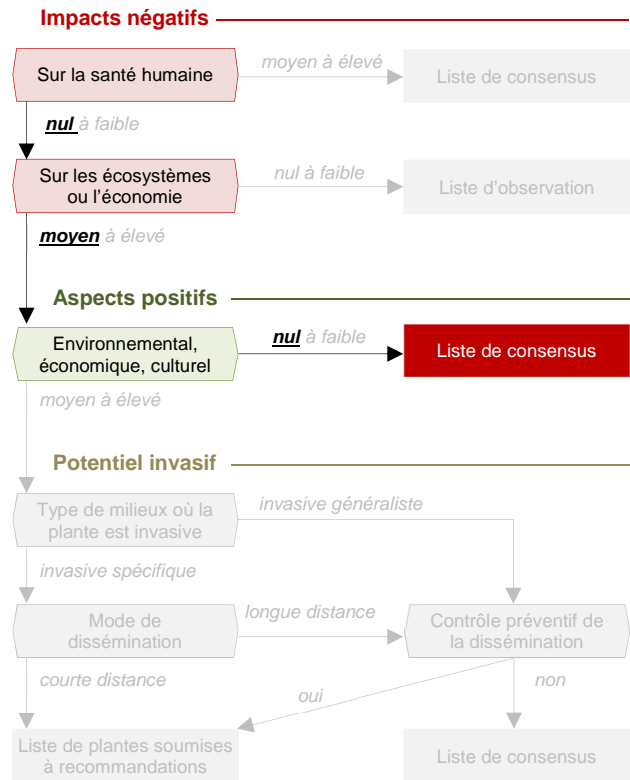 Impacts négatifs
Sur la santé humaine
moyen à élevé
Liste de consensus
nul à faible
Sur les écosystèmes
ou l'économie
nul à faible
Liste d'observation
moyen à élevé
Aspects positifs
Environnemental,
économique, culturel
nul à faible
Liste de consensus
moyen à élevé
Potentiel invasif
Type de milieux où la
plante est invasive
invasive généraliste
invasive spécifique
Mode de
dissémination
longue distance
Contrôle préventif de
la dissémination
courte distance
oui
non
Liste de plantes soumises
à recommandations
Liste de consensus